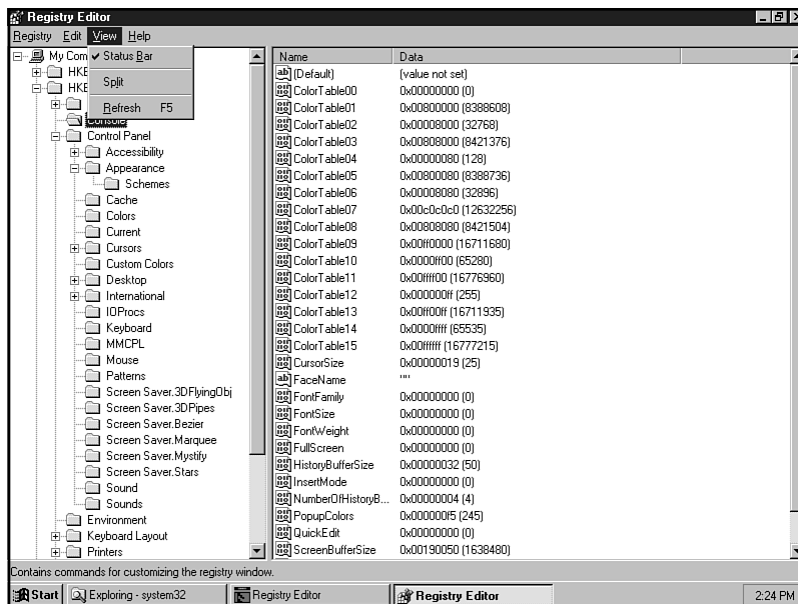 Registry Editor
Registry Edit View Help
Status Bar
Split
Refresh F5
My Com
HKE
HKE
Console
Control Panel
Accessibility
Appearance
Schemes
Cache
Colors
Current
Cursors
Custom Colors
Desktop
International
IOProcs
Keyboard
MMCPL
Mouse
Patterns
Screen Saver.3DFlyingObj
Screen Saver.3DPipes
Screen Saver.Bezier
Screen Saver.Marquee
Screen Saver.Mystify
Screen Saver.Stars
Sound
Sounds
Environment
Keyboard Layout
Printers
Name Data
(Default) (value not set)
ColorTable00 0x00000000 (0)
ColorTable01 0x00800000 (8388608)
ColorTable02 0x00008000 (32768)
ColorTable03 0x00808000 (8421376)
ColorTable04 0x00000080 (128)
ColorTable05 0x00800080 (8388736)
ColorTable06 0x00008080 (32896)
ColorTable07 0x00c0c0c0 (12632256)
ColorTable08 0x00808080 (8421504)
ColorTable09 0x00ff0000 (16711680)
ColorTable10 0x0000ff00 (65280)
ColorTable11 0x00ffff00 (16776960)
ColorTable12 0x000000ff (255)
ColorTable13 0x00ff00ff (16711935)
ColorTable14 0x0000ffff (65535)
ColorTable15 0x00ffffff (16777215)
CursorSize 0x00000019 (25)
FaceName ""
FontFamily 0x00000000 (0)
FontSize 0x00000000 (0)
FontWeight 0x00000000 (0)
FullScreen 0x00000000 (0)
HistoryBufferSize 0x00000032 (50)
InsertMode 0x00000000 (0)
NumberOfHistoryB... 0x00000004 (4)
PopupColors 0x000000f5 (245)
QuickEdit 0x00000000 (0)
ScreenBufferSize 0x00190050 (1638480)
Contains commands for customizing the registry window.
Start Exploring - system32 Registry Editor Registry Editor 2:24 PM